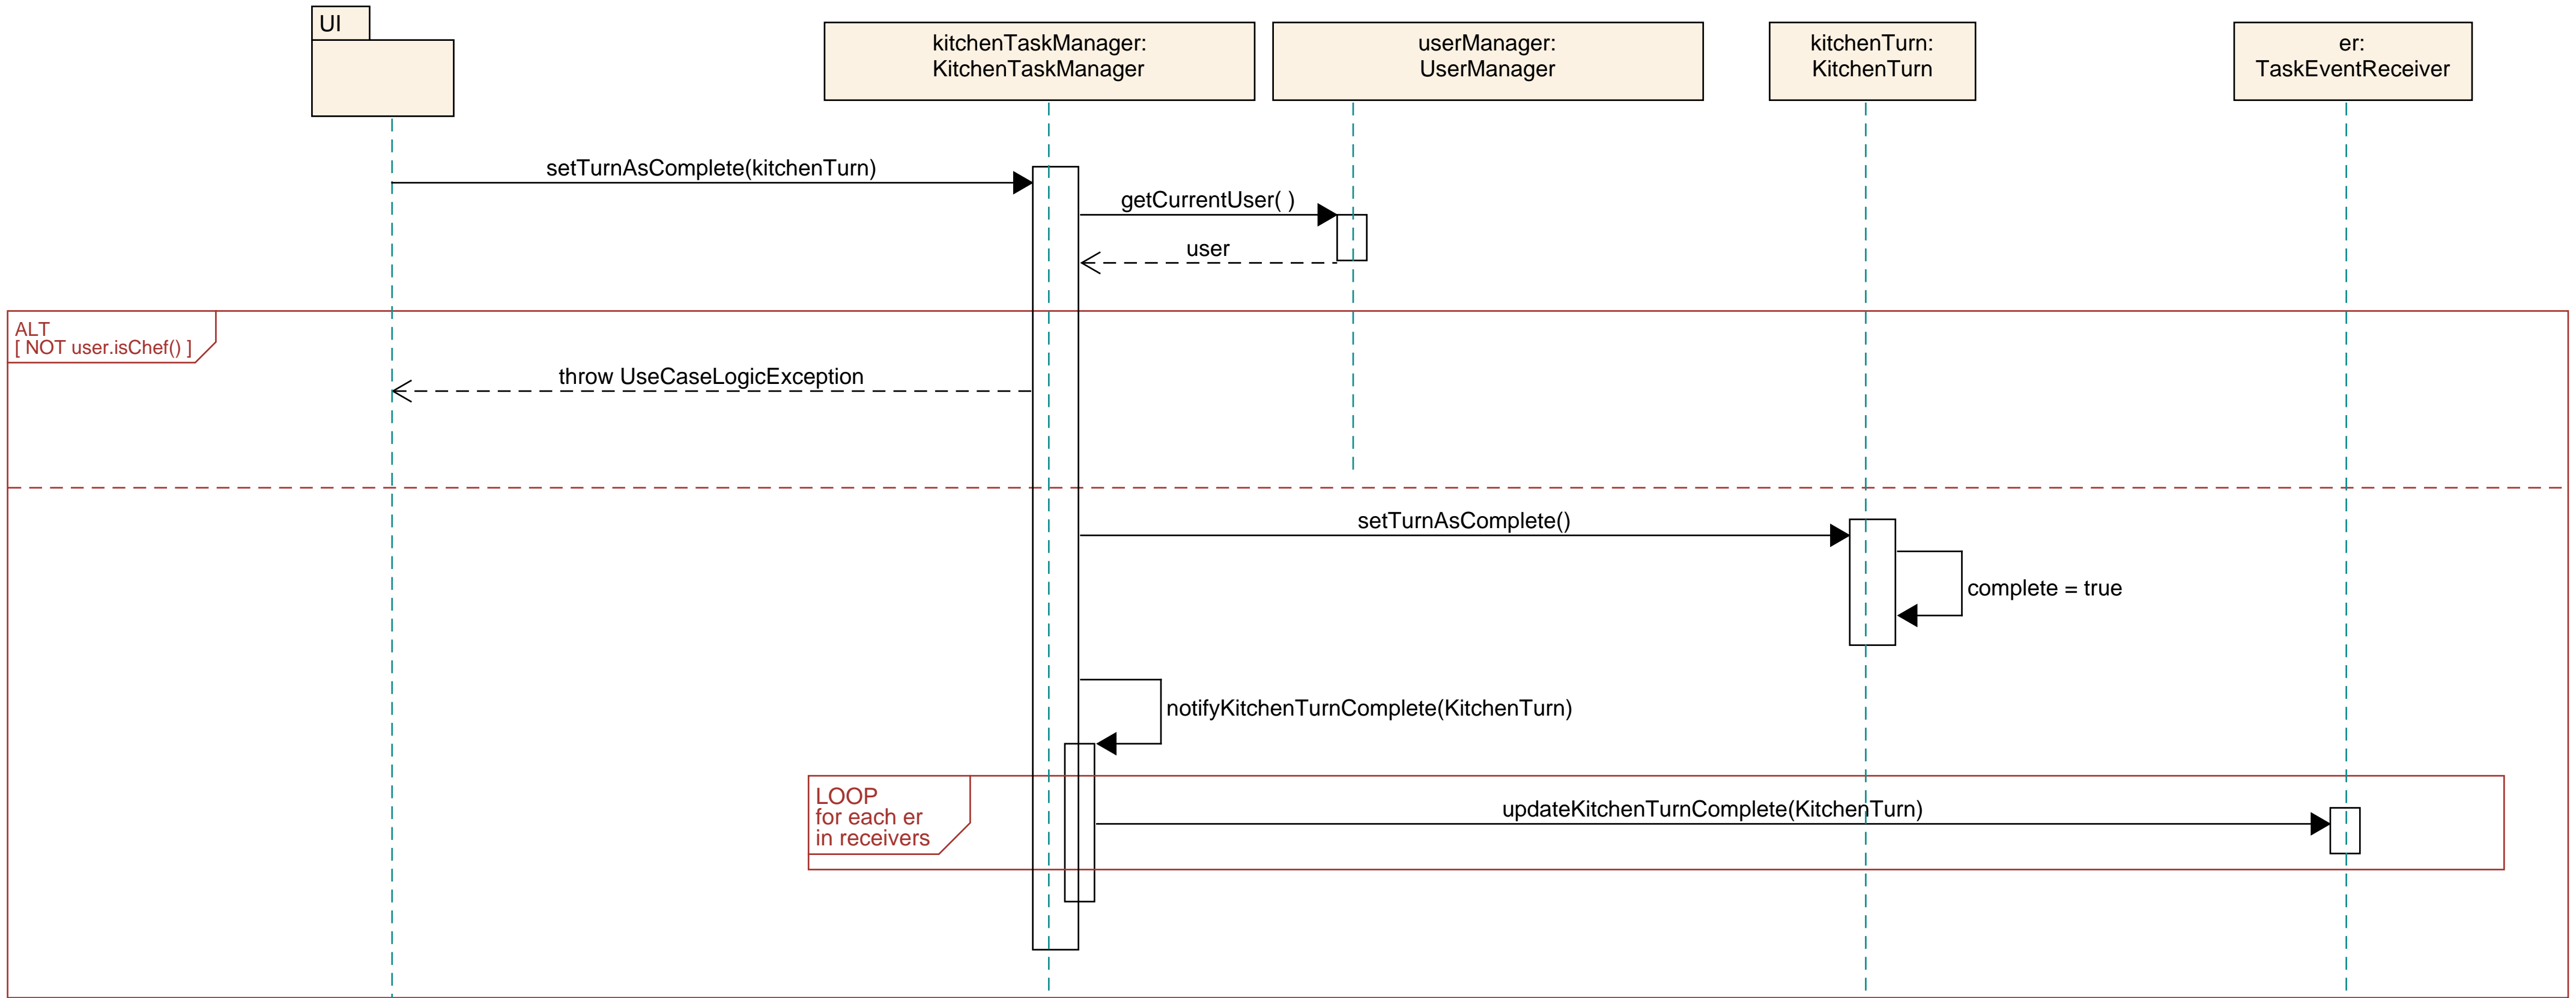 UI
kitchenTaskManager:
KitchenTaskManager
userManager:
UserManager
kitchenTurn:
KitchenTurn
er:
TaskEventReceiver
setTurnAsComplete(kitchenTurn)
getCurrentUser( )
user
ALT
[ NOT user.isChef() ]
throw UseCaseLogicException
setTurnAsComplete()
complete = true
notifyKitchenTurnComplete(KitchenTurn)
LOOP
for each er
in receivers
updateKitchenTurnComplete(KitchenTurn)